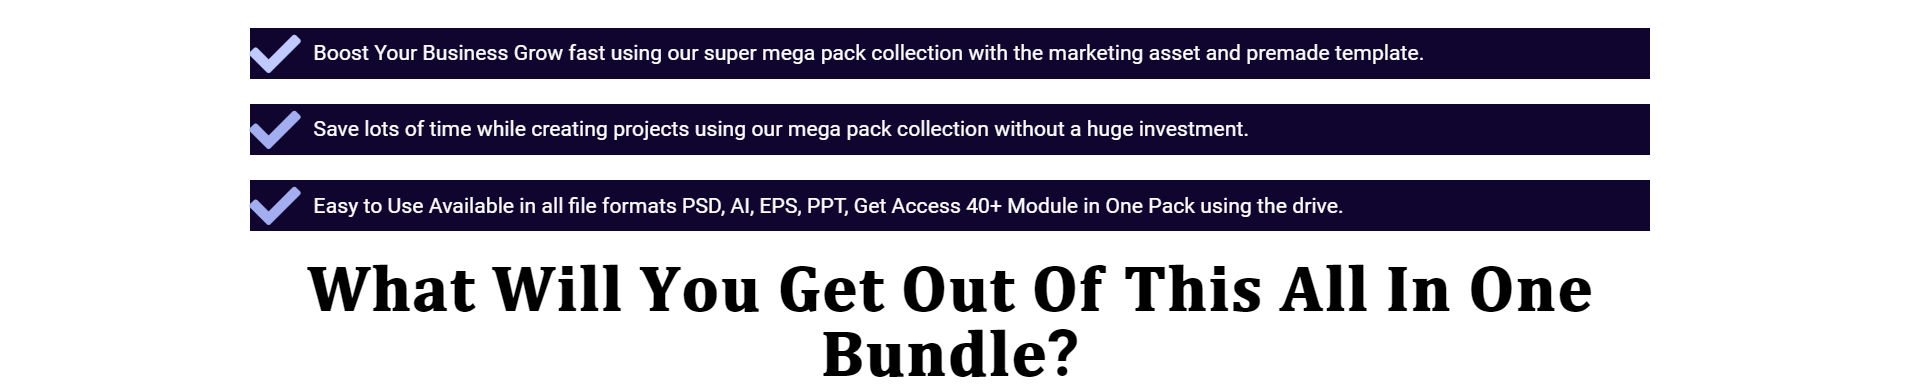 Boost Your Business Grow fast using our super mega pack collection with the marketing asset and premade template.
Save lots of time while creating projects using our mega pack collection without a huge investment.
Easy to Use Available in all file formats PSD, AI, EPS, PPT, Get Access 40+ Module in One Pack using the drive.
What Will You Get Out Of This All In One
Bundle?